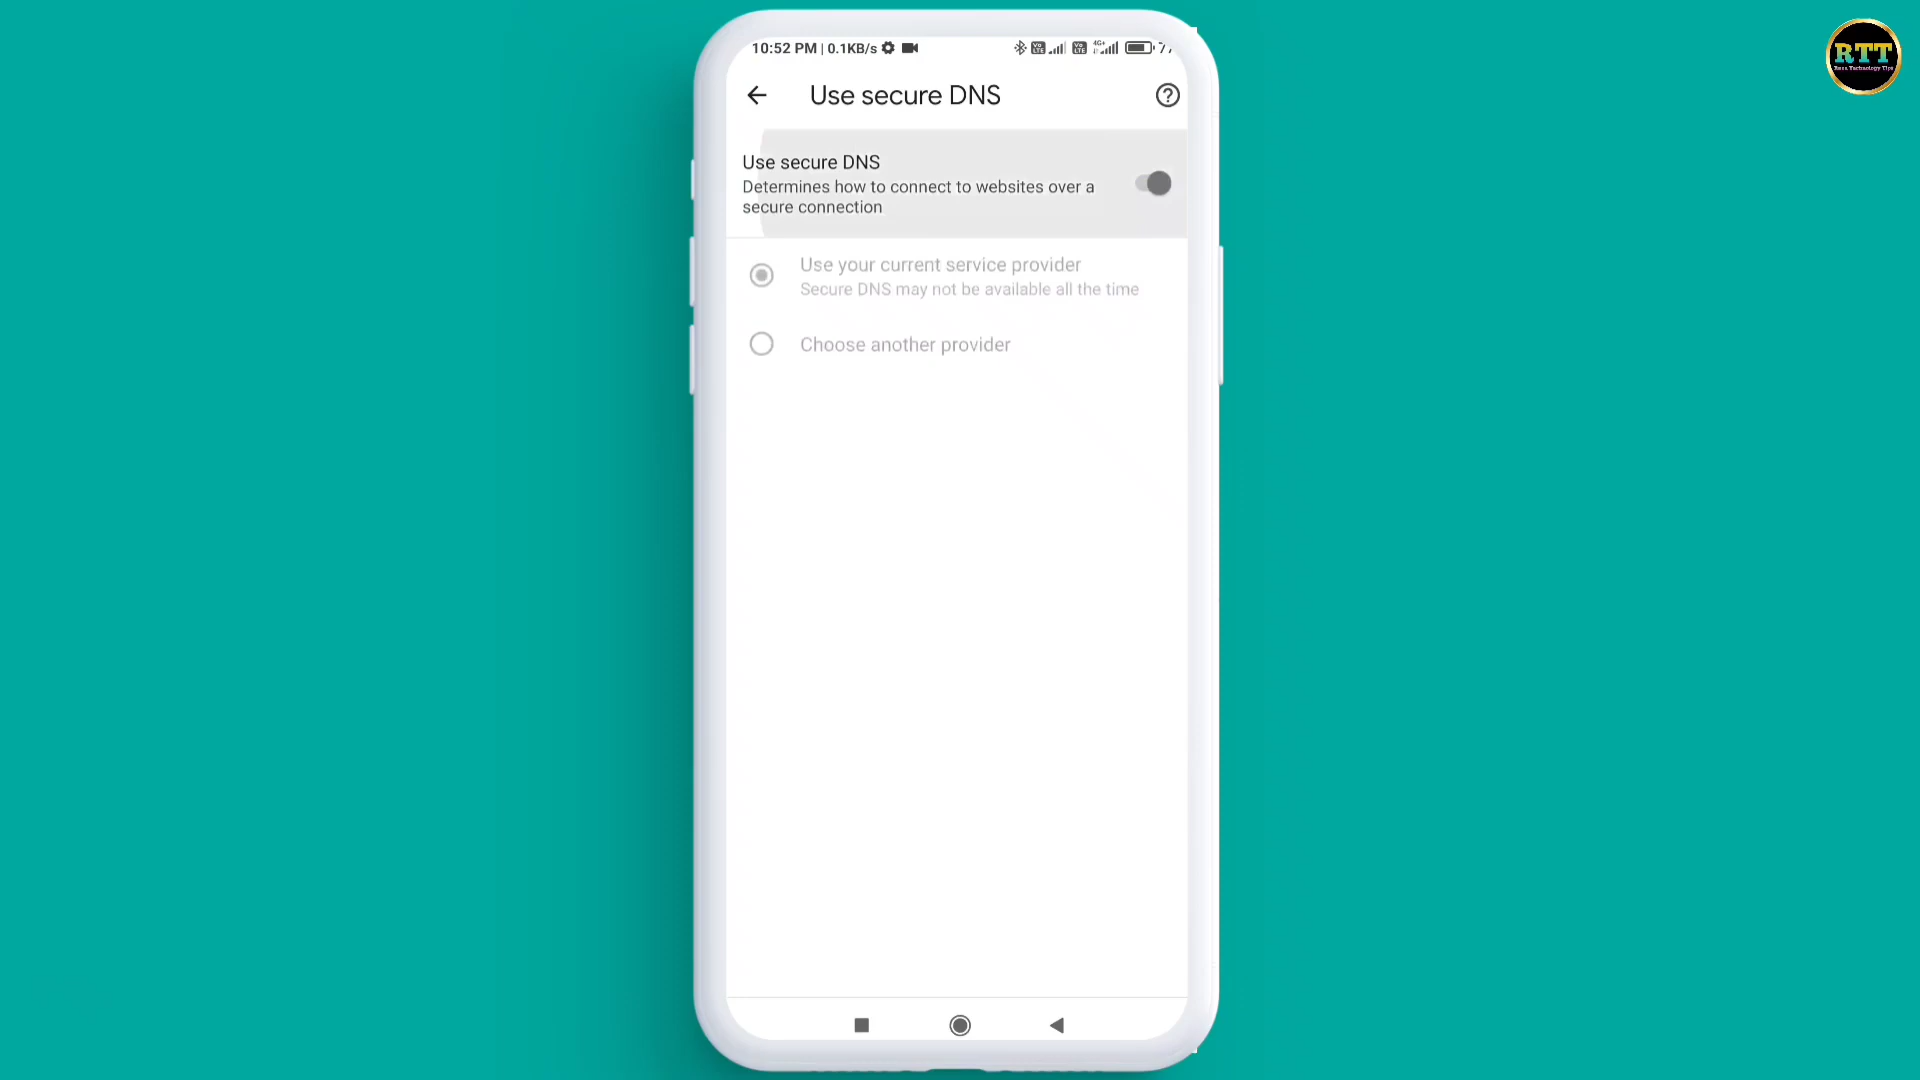 10:52 PM | 0.1KB/s
4G+
Use secure DNS
RTT
Use secure DNS
Determines how to connect to websites over a
secure connection
Use your current service provider
Secure DNS may not be available all the time
Choose another provider